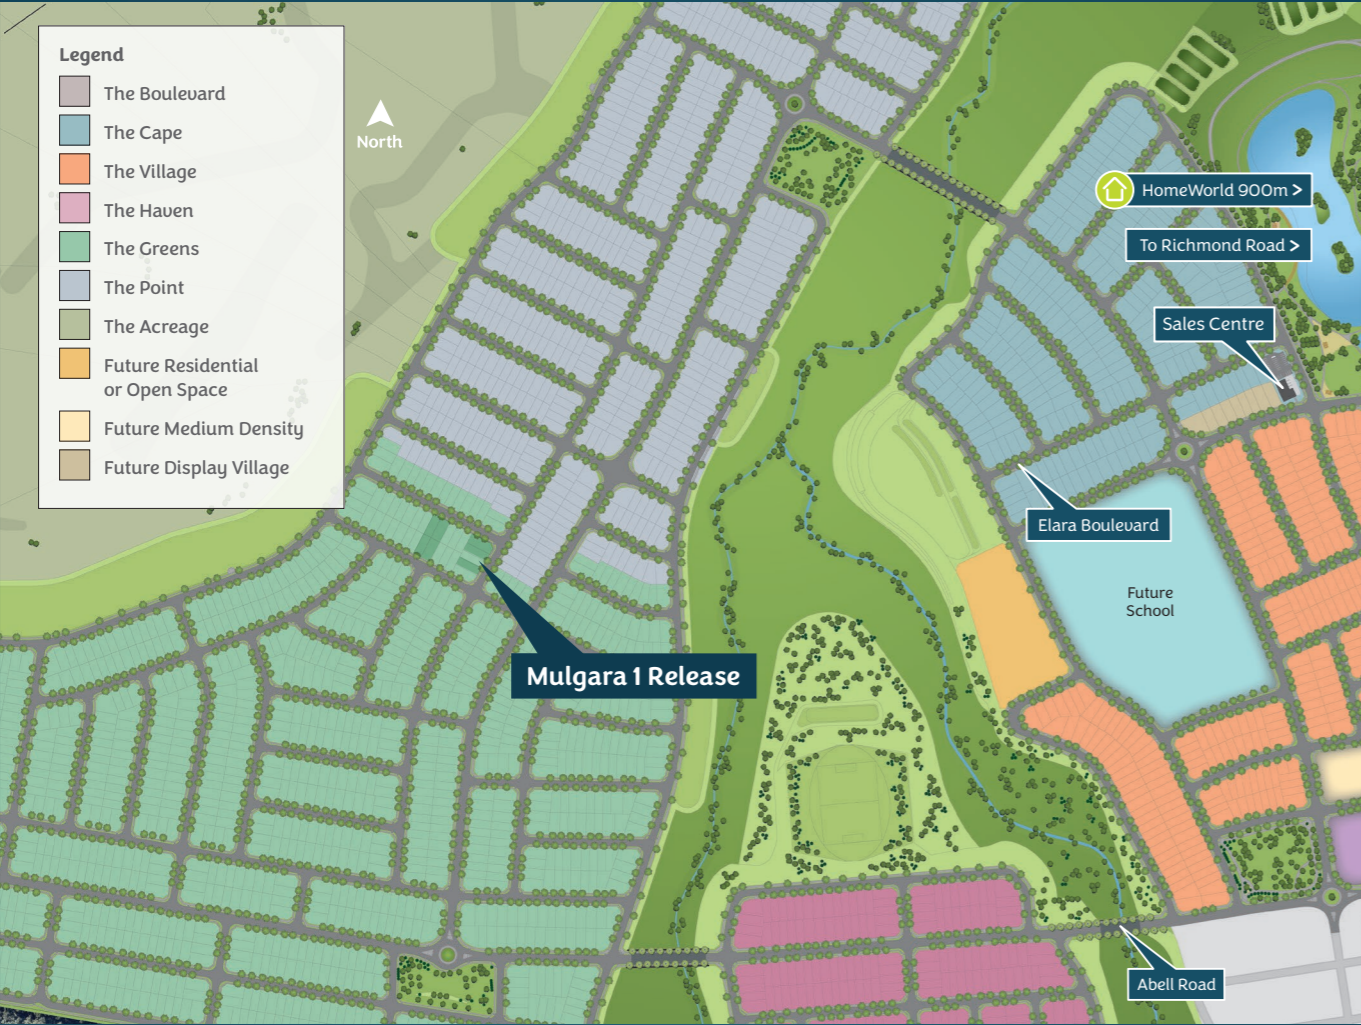 Legend
The Boulevard
The Cape
The Village
The Haven
The Greens
The Point
The Acreage
Future Residential
or Open Space
Future Medium Density
Future Display Village
North
HomeWorld 900m >
To Richmond Road >
Sales Centre
Elara Boulevard
Future
School
Mulgara 1 Release
Abell Road